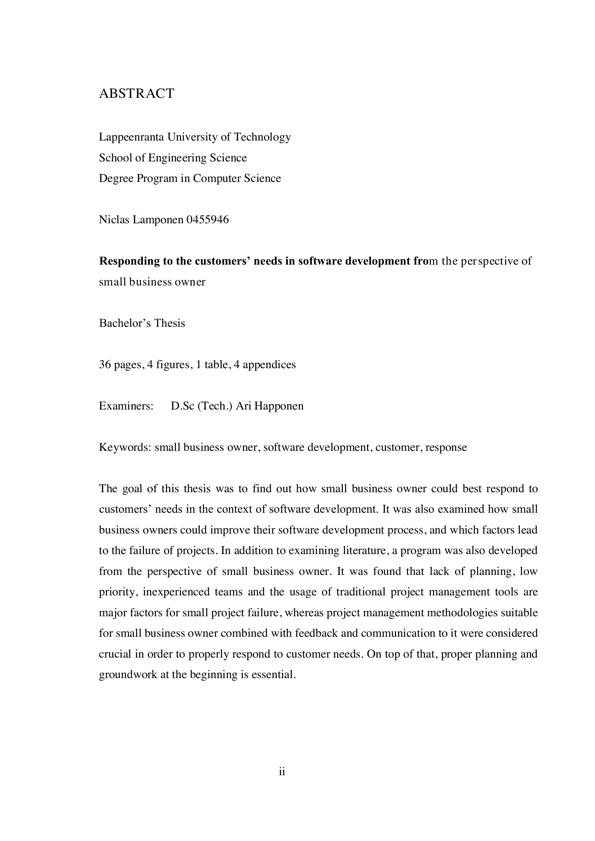 ABSTRACT
Lappeenranta University of Technology
School of Engineering Science
Degree Program in Computer Science
Niclas Lamponen 0455946
Responding to the customers’ needs in software development from the perspective of
small business owner
Bachelor’s Thesis
36 pages, 4 figures, 1 table, 4 appendices
Examiners: D.Sc (Tech.) Ari Happonen
Keywords: small business owner, software development, customer, response
The goal of this thesis was to find out how small business owner could best respond to
customers’ needs in the context of software development. It was also examined how small
business owners could improve their software development process, and which factors lead
to the failure of projects. In addition to examining literature, a program was also developed
from the perspective of small business owner. It was found that lack of planning, low
priority, inexperienced teams and the usage of traditional project management tools are
major factors for small project failure, whereas project management methodologies suitable
for small business owner combined with feedback and communication to it were considered
crucial in order to properly respond to customer needs. On top of that, proper planning and
groundwork at the beginning is essential.
ii